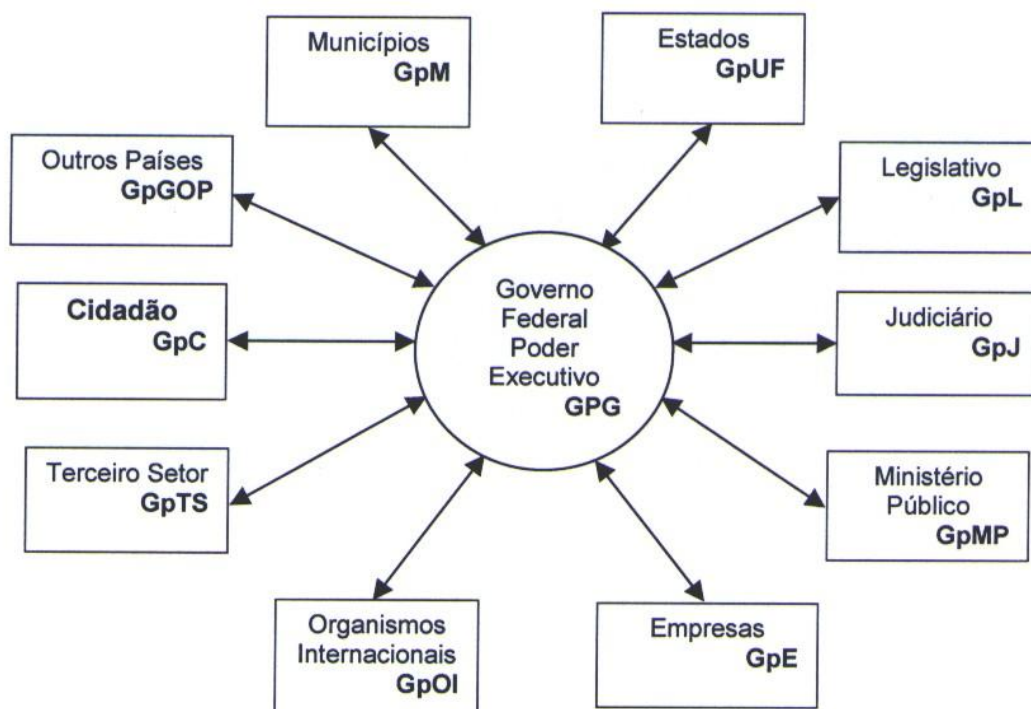 Municípios
GpM
Estados
GpUF
Outros Países
GpGOP
Legislativo
GpL
Governo
Federal
Poder
Executivo
GPG
Cidadão
GpC
Judiciário
GpJ
Terceiro Setor
GpTS
Ministério
Público
GpMP
Organismos
Internacionais
GpOI
Empresas
GpE